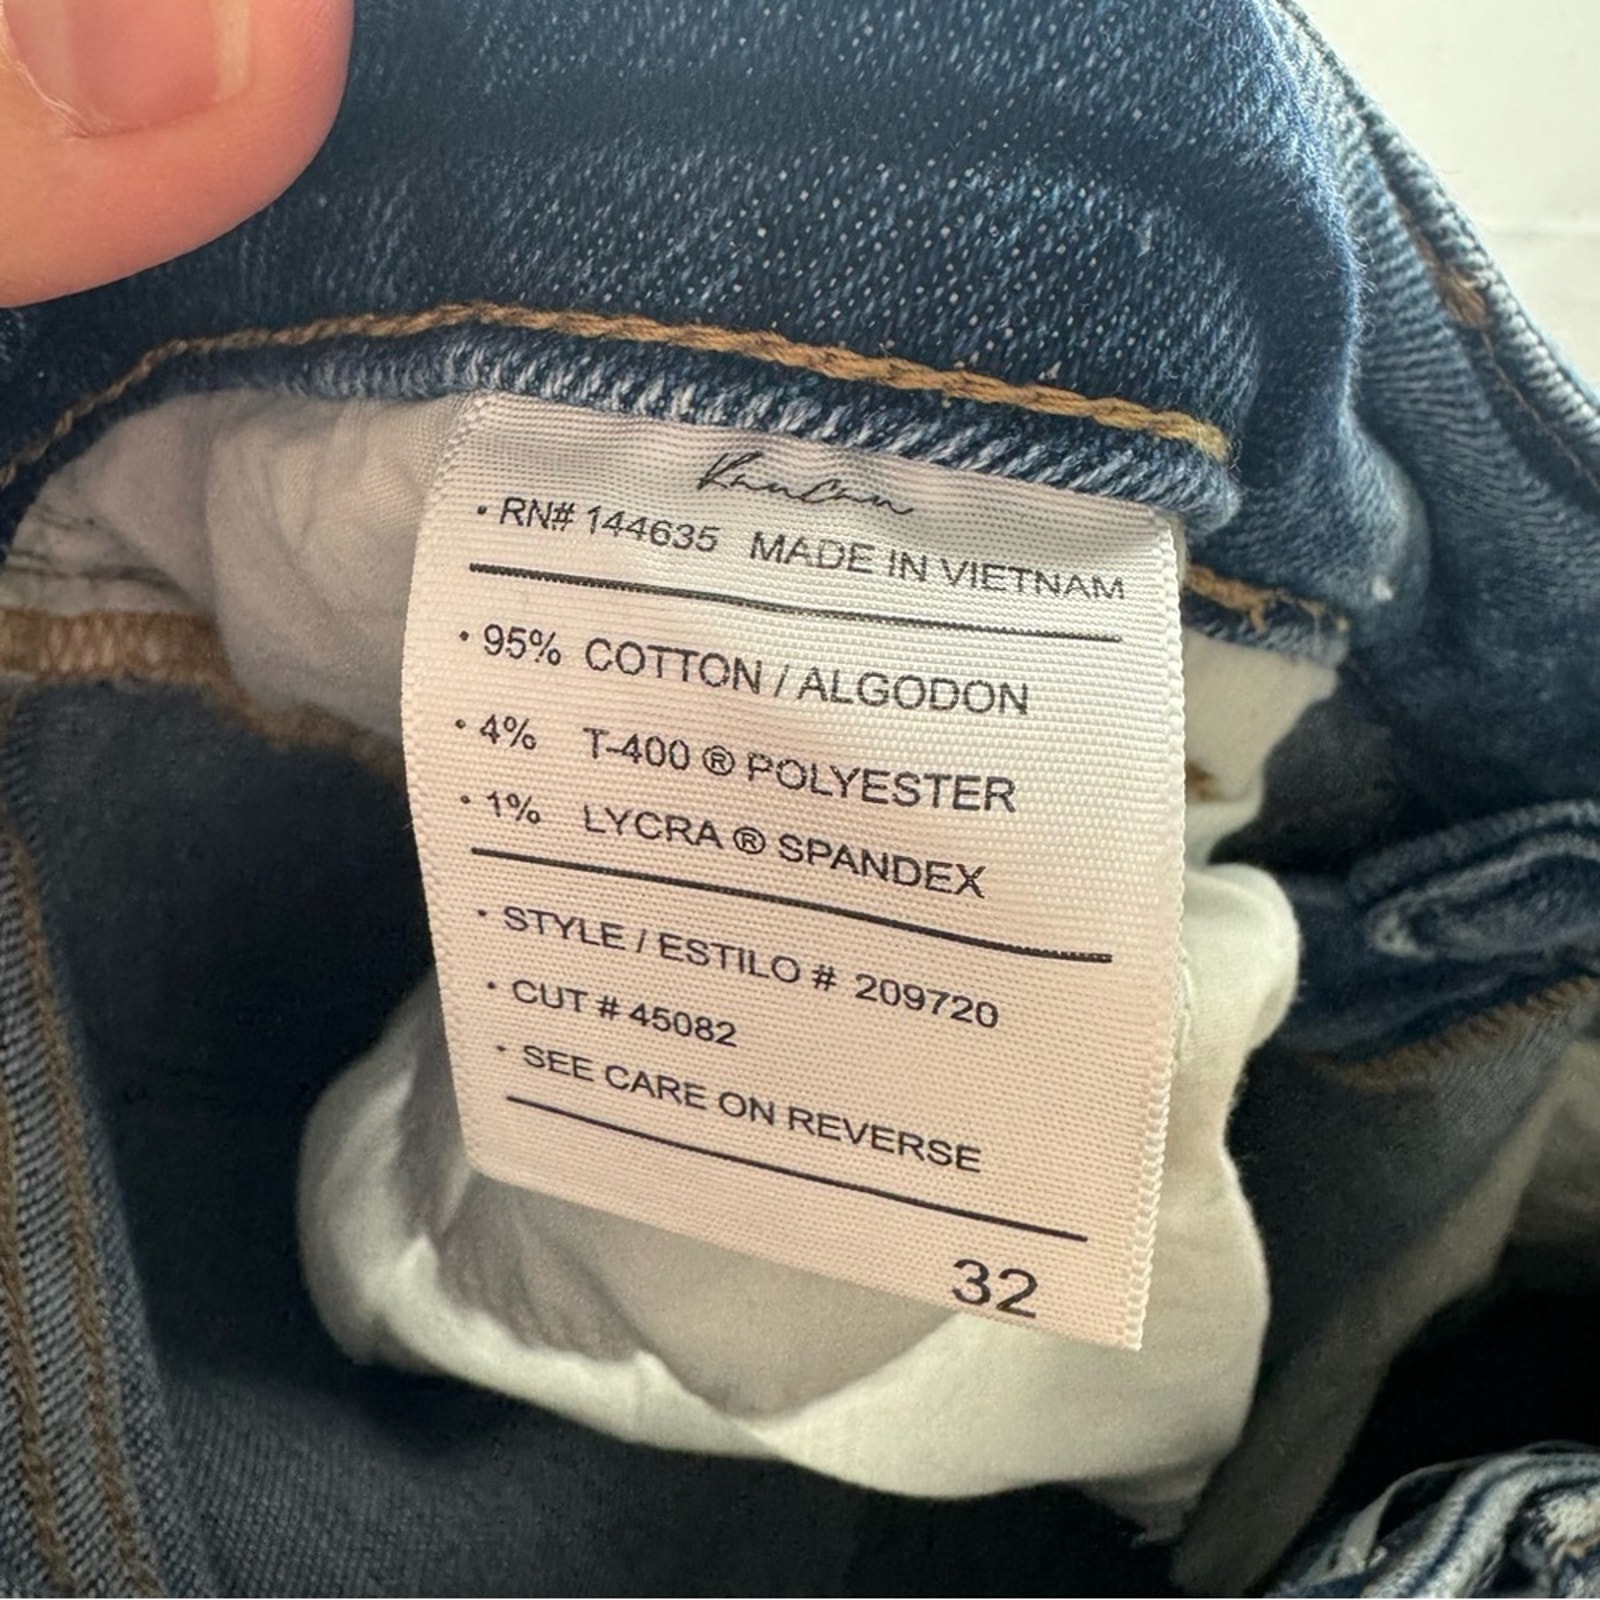 KanCan
• RN# 144635 MADE IN VIETNAM
• 95% COTTON / ALGODON
• 4% T-400 ® POLYESTER
• 1% LYCRA ® SPANDEX
• STYLE / ESTILO # 209720
• CUT # 45082
• SEE CARE ON REVERSE
32